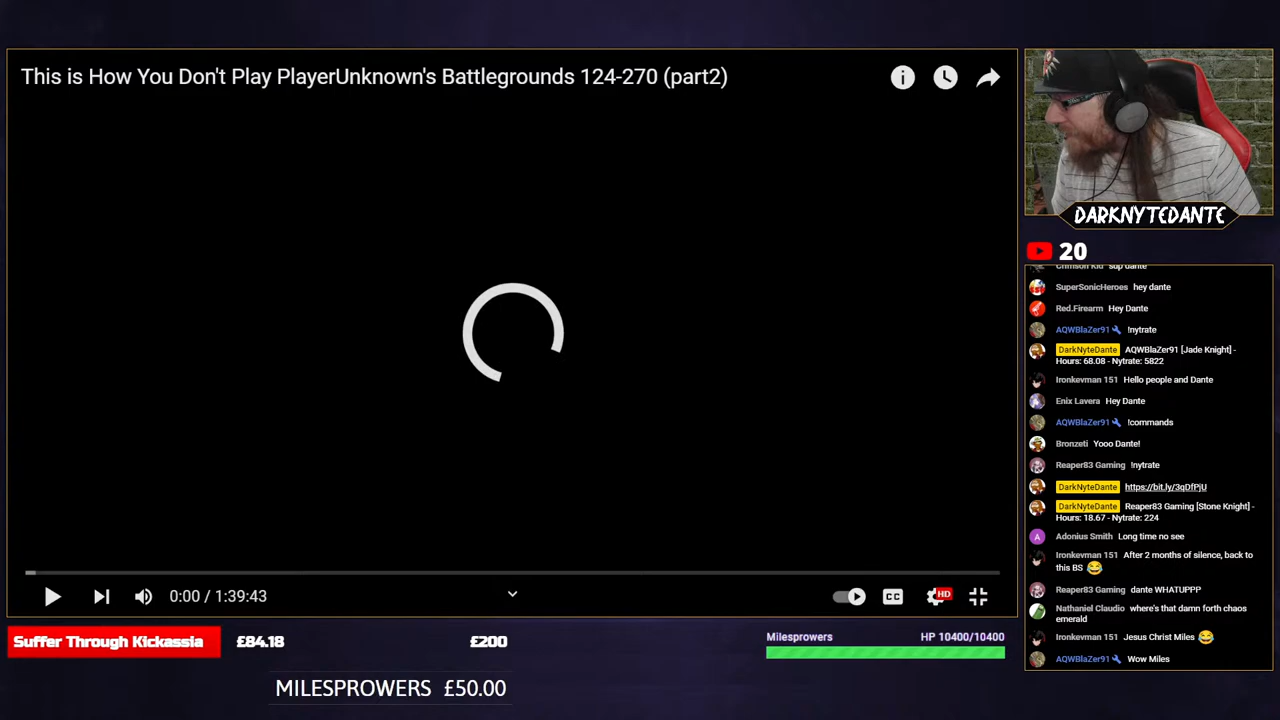 This is How You Don't Play PlayerUnknown's Battlegrounds 124-270 (part2)
0:00 / 1:39:43
CC
HD
DARKNYTEDANTE
20
Crimson Kid sup dante
SuperSonicHeroes hey dante
Red.Firearm Hey Dante
AQWBlaZer91 !nytrate
DarkNyteDante AQWBlaZer91 [Jade Knight] -
Hours: 68.08 - Nytrate: 5822
Ironkevman 151 Hello people and Dante
Enix Lavera Hey Dante
AQWBlaZer91 !commands
Bronzeti Yooo Dante!
Reaper83 Gaming !nytrate
DarkNyteDante https://bit.ly/3qDfPjU
DarkNyteDante Reaper83 Gaming [Stone Knight] -
Hours: 18.67 - Nytrate: 224
A Adonius Smith Long time no see
Ironkevman 151 After 2 months of silence, back to
this BS 😂
Reaper83 Gaming dante WHATUPPP
Nathaniel Claudio where's that damn forth chaos
emerald
Ironkevman 151 Jesus Christ Miles 😂
AQWBlaZer91 Wow Miles
Suffer Through Kickassia £84.18 £200
Milesprowers HP 10400/10400
MILESPROWERS £50.00